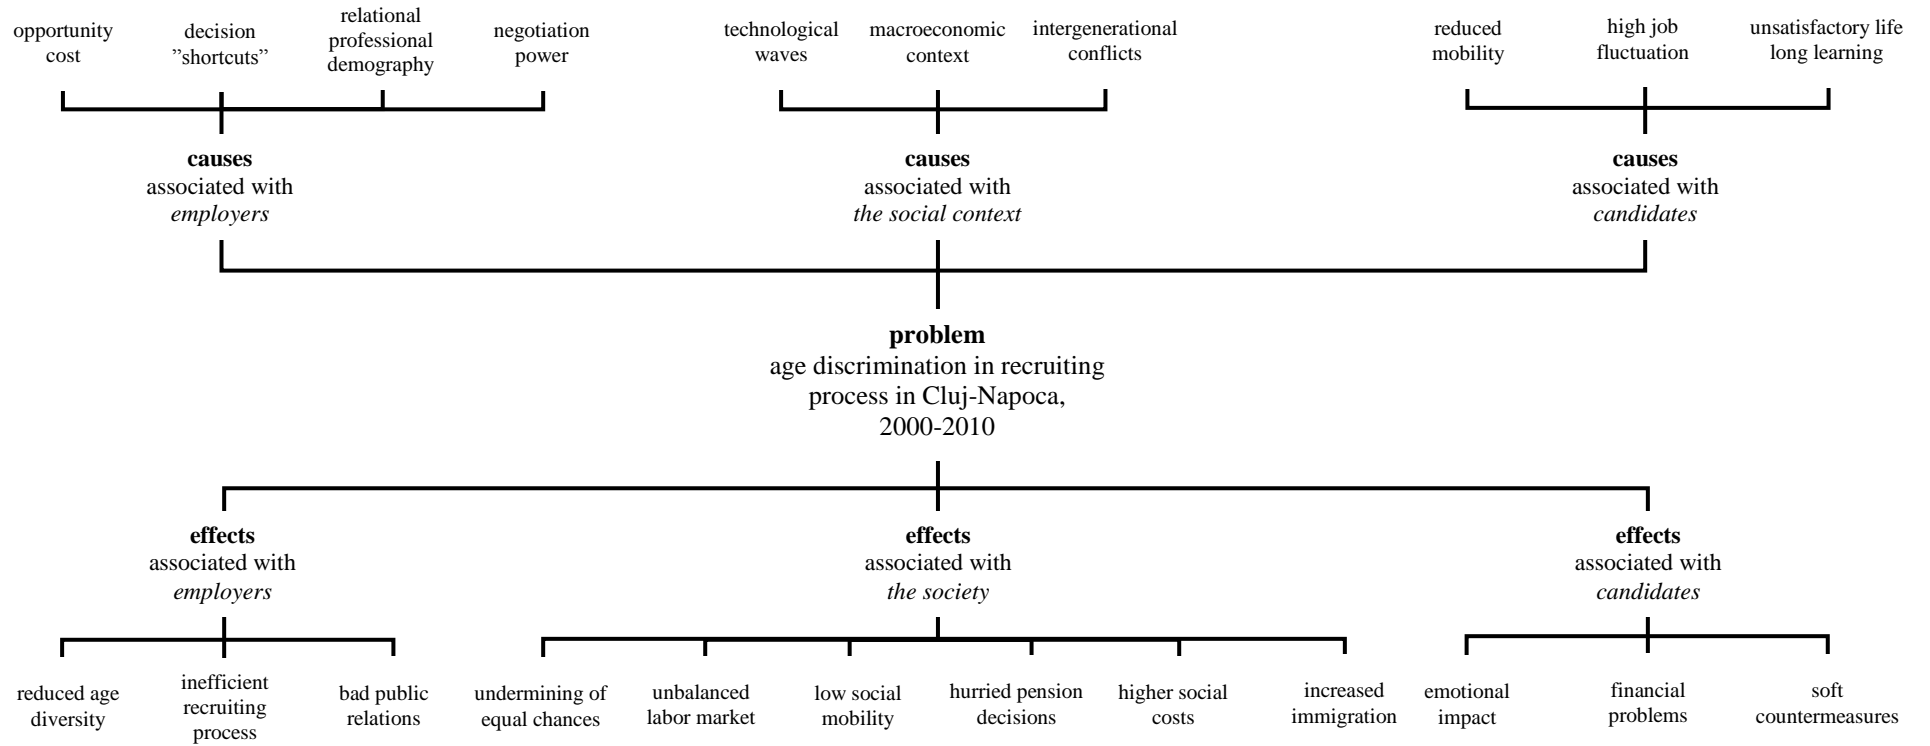 opportunity
cost
decision
”shortcuts”
relational
professional
demography
negotiation
power
technological
waves
macroeconomic
context
intergenerational
conflicts
reduced
mobility
high job
fluctuation
unsatisfactory life
long learning
causes
associated with
employers
causes
associated with
the social context
causes
associated with
candidates
problem
age discrimination in recruiting
process in Cluj-Napoca,
2000-2010
effects
associated with
employers
effects
associated with
the society
effects
associated with
candidates
reduced age
diversity
inefficient
recruiting
process
bad public
relations
undermining of
equal chances
unbalanced
labor market
low social
mobility
hurried pension
decisions
higher social
costs
increased
immigration
emotional
impact
financial
problems
soft
countermeasures